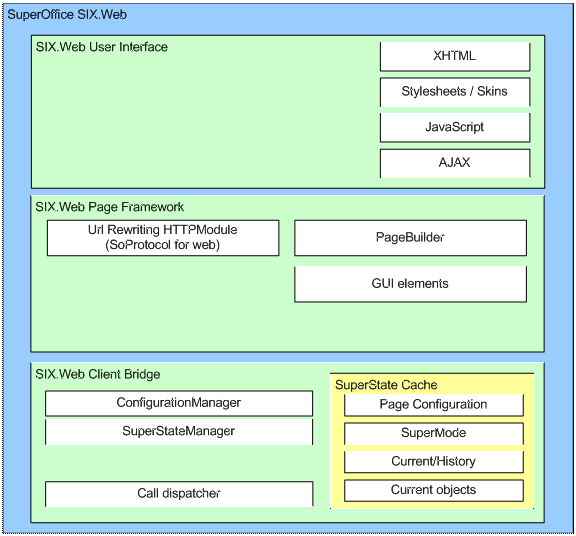 SuperOffice SIX.Web
SIX.Web User Interface
XHTML
Stylesheets / Skins
JavaScript
AJAX
SIX.Web Page Framework
Url Rewriting HTTPModule
(SoProtocol for web)
PageBuilder
GUI elements
SIX.Web Client Bridge
ConfigurationManager
SuperStateManager
Call dispatcher
SuperState Cache
Page Configuration
SuperMode
Current/History
Current objects